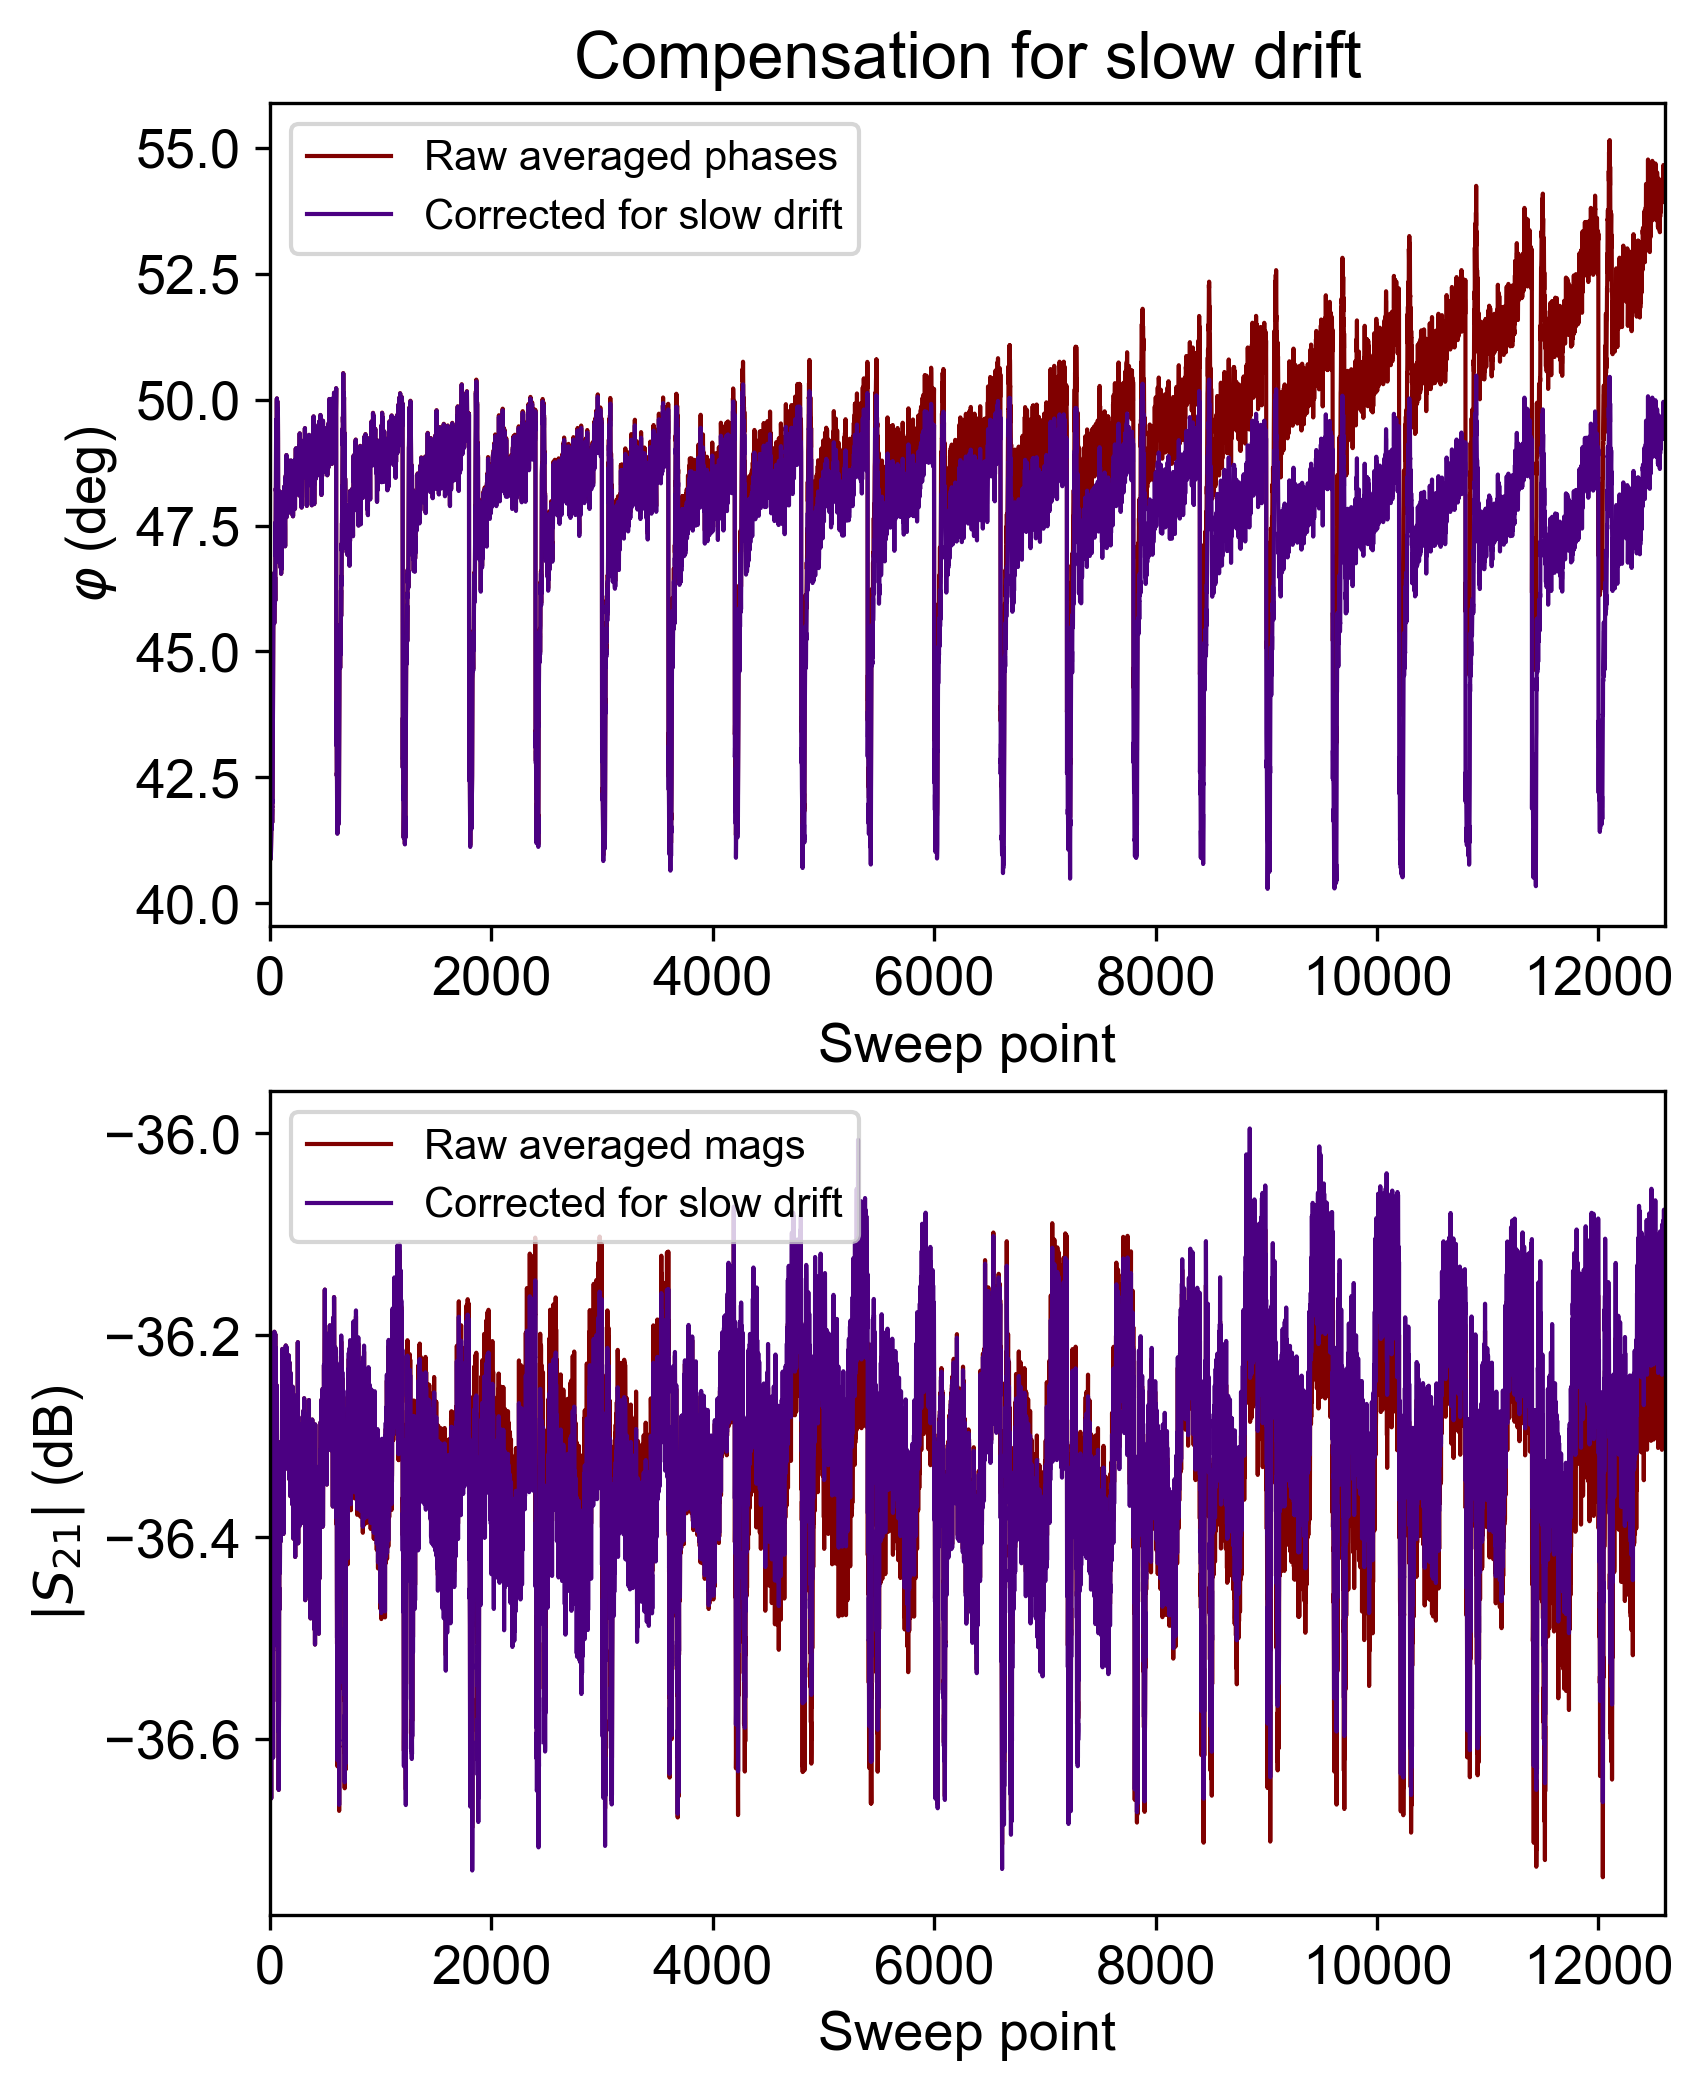 Compensation for slow drift
55.0
52.5
50.0
47.5
45.0
42.5
40.0
φ (deg)
Raw averaged phases
Corrected for slow drift
0 2000 4000 6000 8000 10000 12000
Sweep point
−36.0
−36.2
−36.4
−36.6
|S₂₁| (dB)
Raw averaged mags
Corrected for slow drift
0 2000 4000 6000 8000 10000 12000
Sweep point